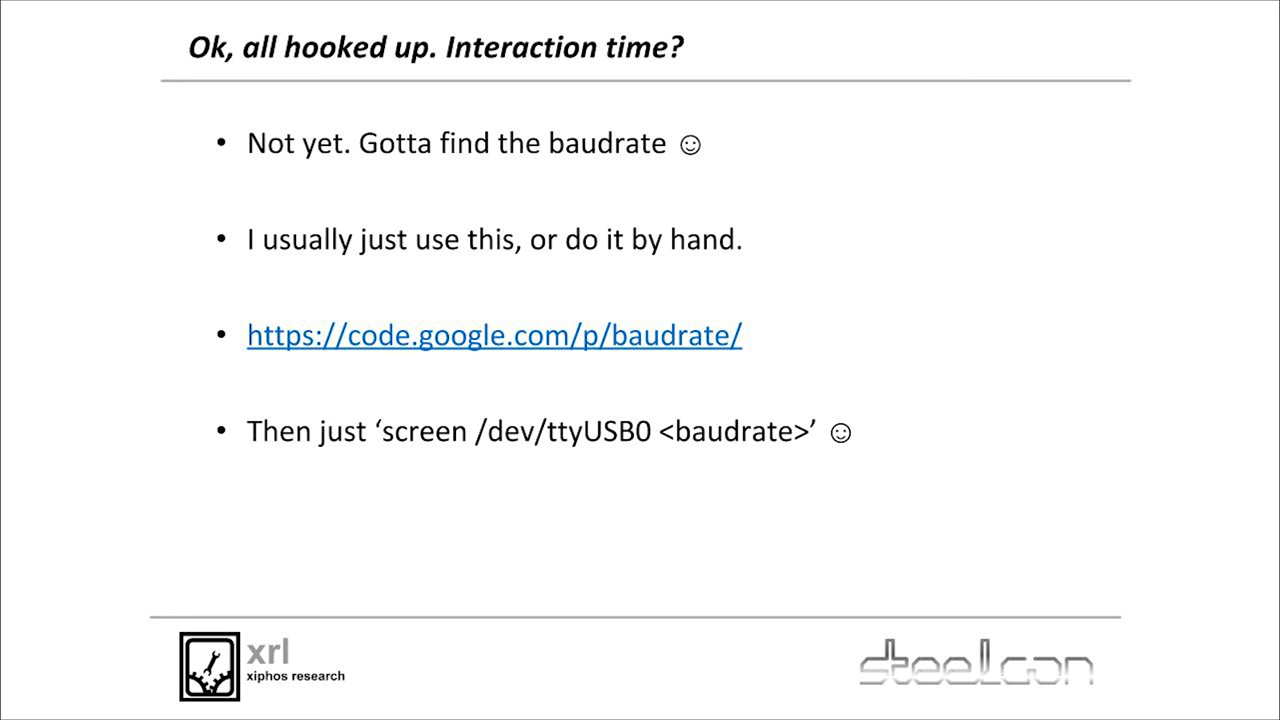 Ok, all hooked up. Interaction time?
• Not yet. Gotta find the baudrate ☺
• I usually just use this, or do it by hand.
• https://code.google.com/p/baudrate/
• Then just ‘screen /dev/ttyUSB0 <baudrate>’ ☺
xrl
xiphos research
steelcon